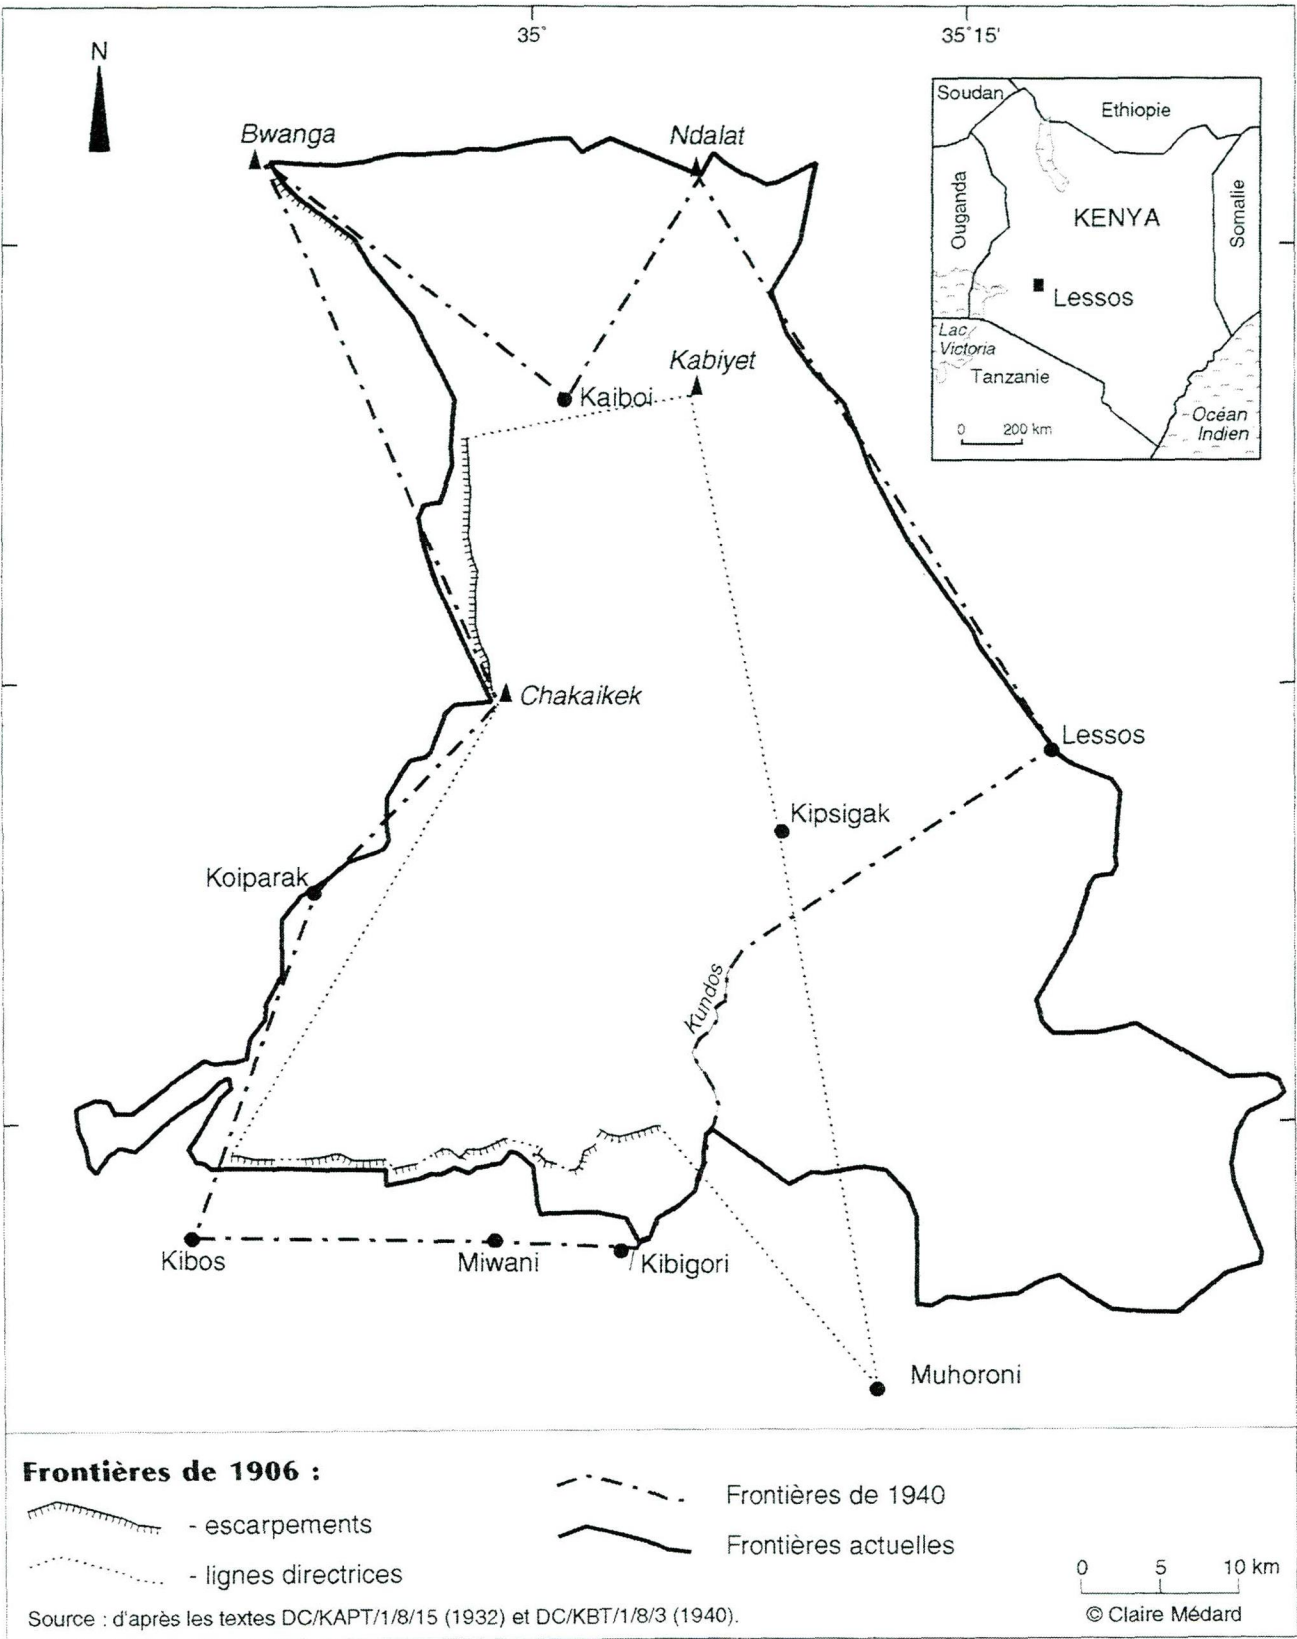 35°
35°15'
N
Bwanga
Ndalat
Soudan
Ethiopie
Ouganda
KENYA
Somalie
Lessos
Lac
Victoria
Tanzanie
Océan
Indien
0 200 km
Kabiyet
Kaiboi
Chakaikek
Lessos
Kipsigak
Koiparak
Kundos
Kibos
Miwani
Kibigori
Muhoroni
Frontières de 1906 :
- escarpements
- lignes directrices
Frontières de 1940
Frontières actuelles
0 5 10 km
Source : d'après les textes DC/KAPT/1/8/15 (1932) et DC/KBT/1/8/3 (1940).
© Claire Médard